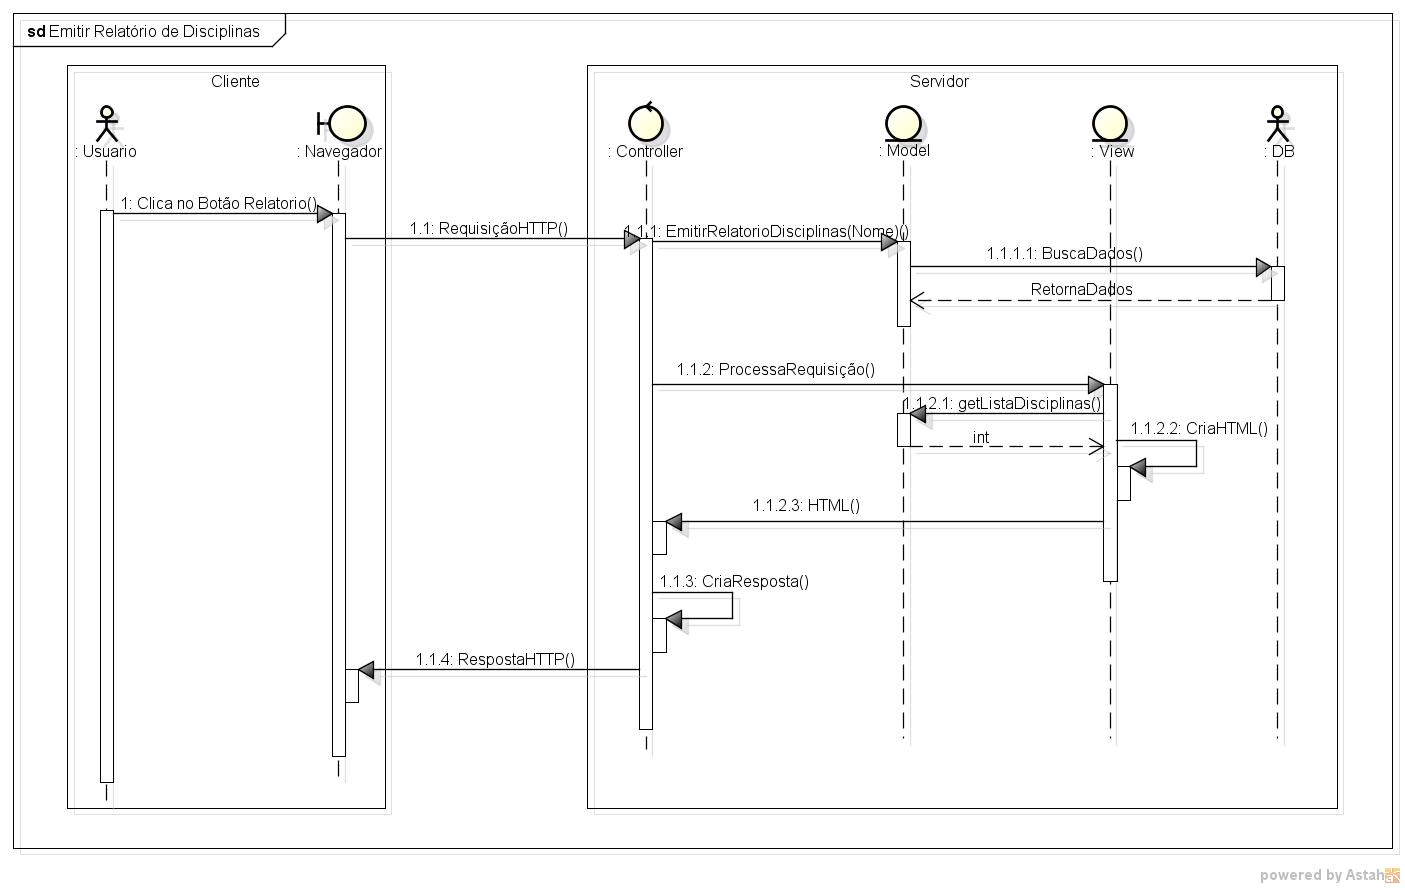 sd Emitir Relatório de Disciplinas
Cliente
Servidor
: Usuario
: Navegador
: Controller
: Model
: View
: DB
1: Clica no Botão Relatorio()
1.1: RequisiçãoHTTP()
1.1.1: EmitirRelatorioDisciplinas(Nome)()
1.1.1.1: BuscaDados()
RetornaDados
1.1.2: ProcessaRequisição()
1.1.2.1: getListaDisciplinas()
int
1.1.2.2: CriaHTML()
1.1.2.3: HTML()
1.1.3: CriaResposta()
1.1.4: RespostaHTTP()
powered by Astah